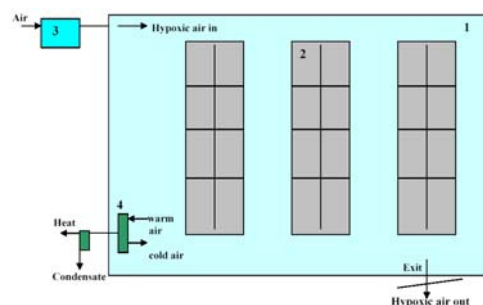 Air
3
Hypoxic air in
1
2
4
Heat
warm
air
cold air
Condensate
Exit
Hypoxic air out